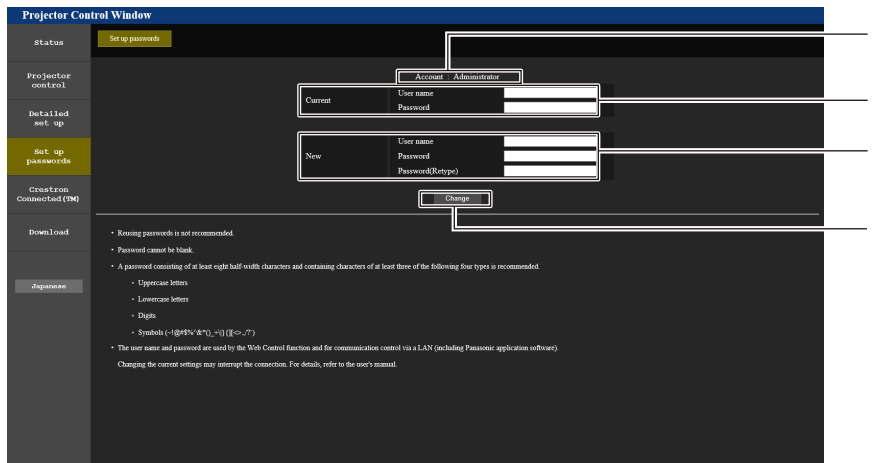 Projector Control Window
Status
Projector
control
Detailed
set up
Set up
passwords
Crestron
Connected(TM)
Download
Japanese
Set up passwords
Account : Administrator
Current
User name
Password
New
User name
Password
Password(Retype)
Change
• Reusing passwords is not recommended.
• Password cannot be blank.
• A password consisting of at least eight half-width characters and containing characters of at least three of the following four types is recommended.
• Uppercase letters
• Lowercase letters
• Digits
• Symbols
• The user name and password are used by the Web Control function and for communication control via a LAN (including Panasonic application software).
Changing the current settings may interrupt the connection. For details, refer to the user's manual.